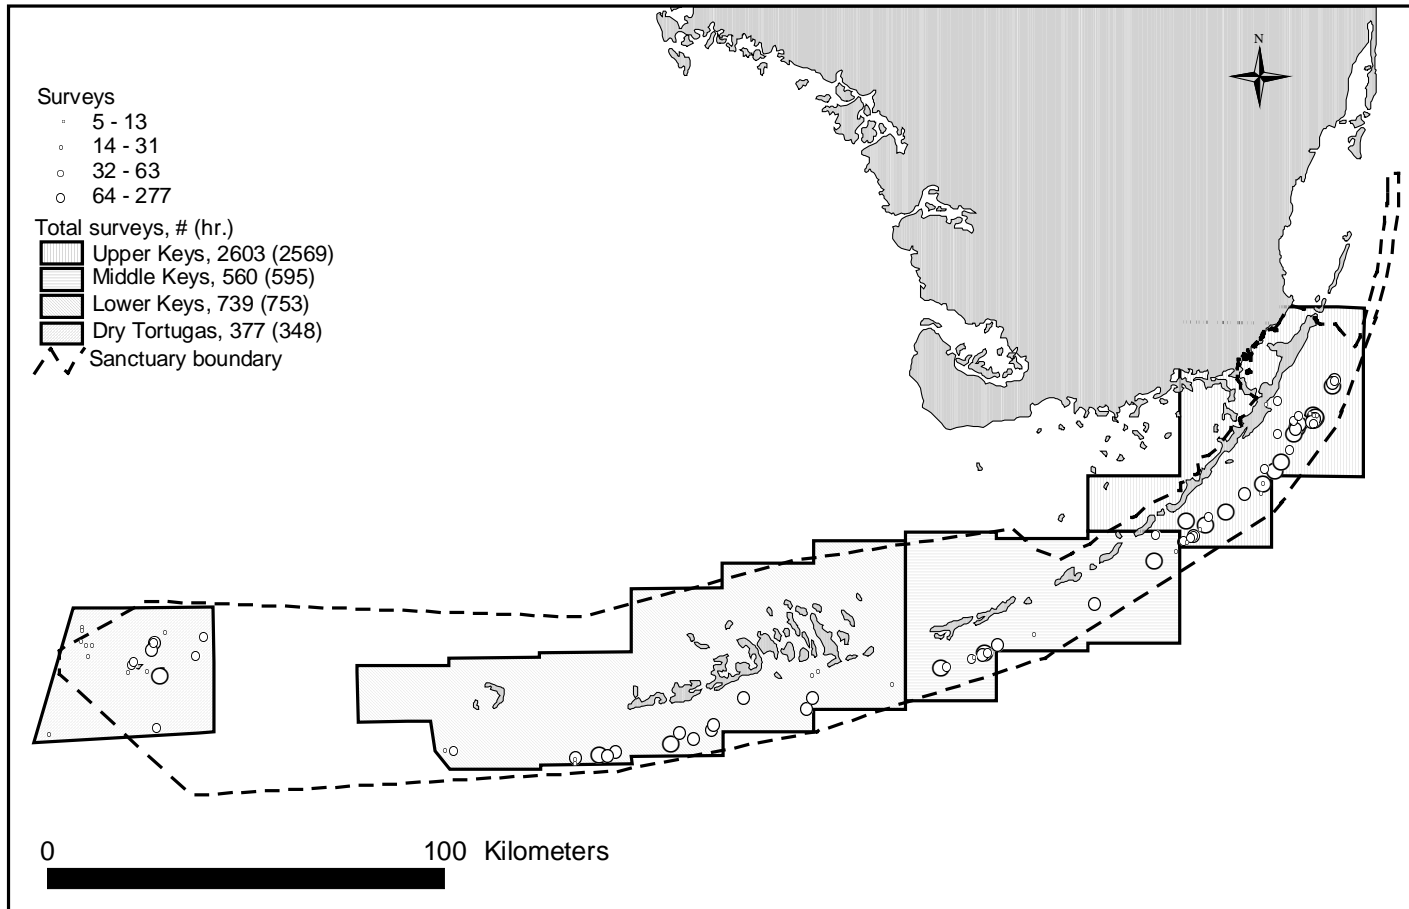 N
Surveys
5 - 13
14 - 31
32 - 63
64 - 277
Total surveys, # (hr.)
Upper Keys, 2603 (2569)
Middle Keys, 560 (595)
Lower Keys, 739 (753)
Dry Tortugas, 377 (348)
Sanctuary boundary
0 100 Kilometers